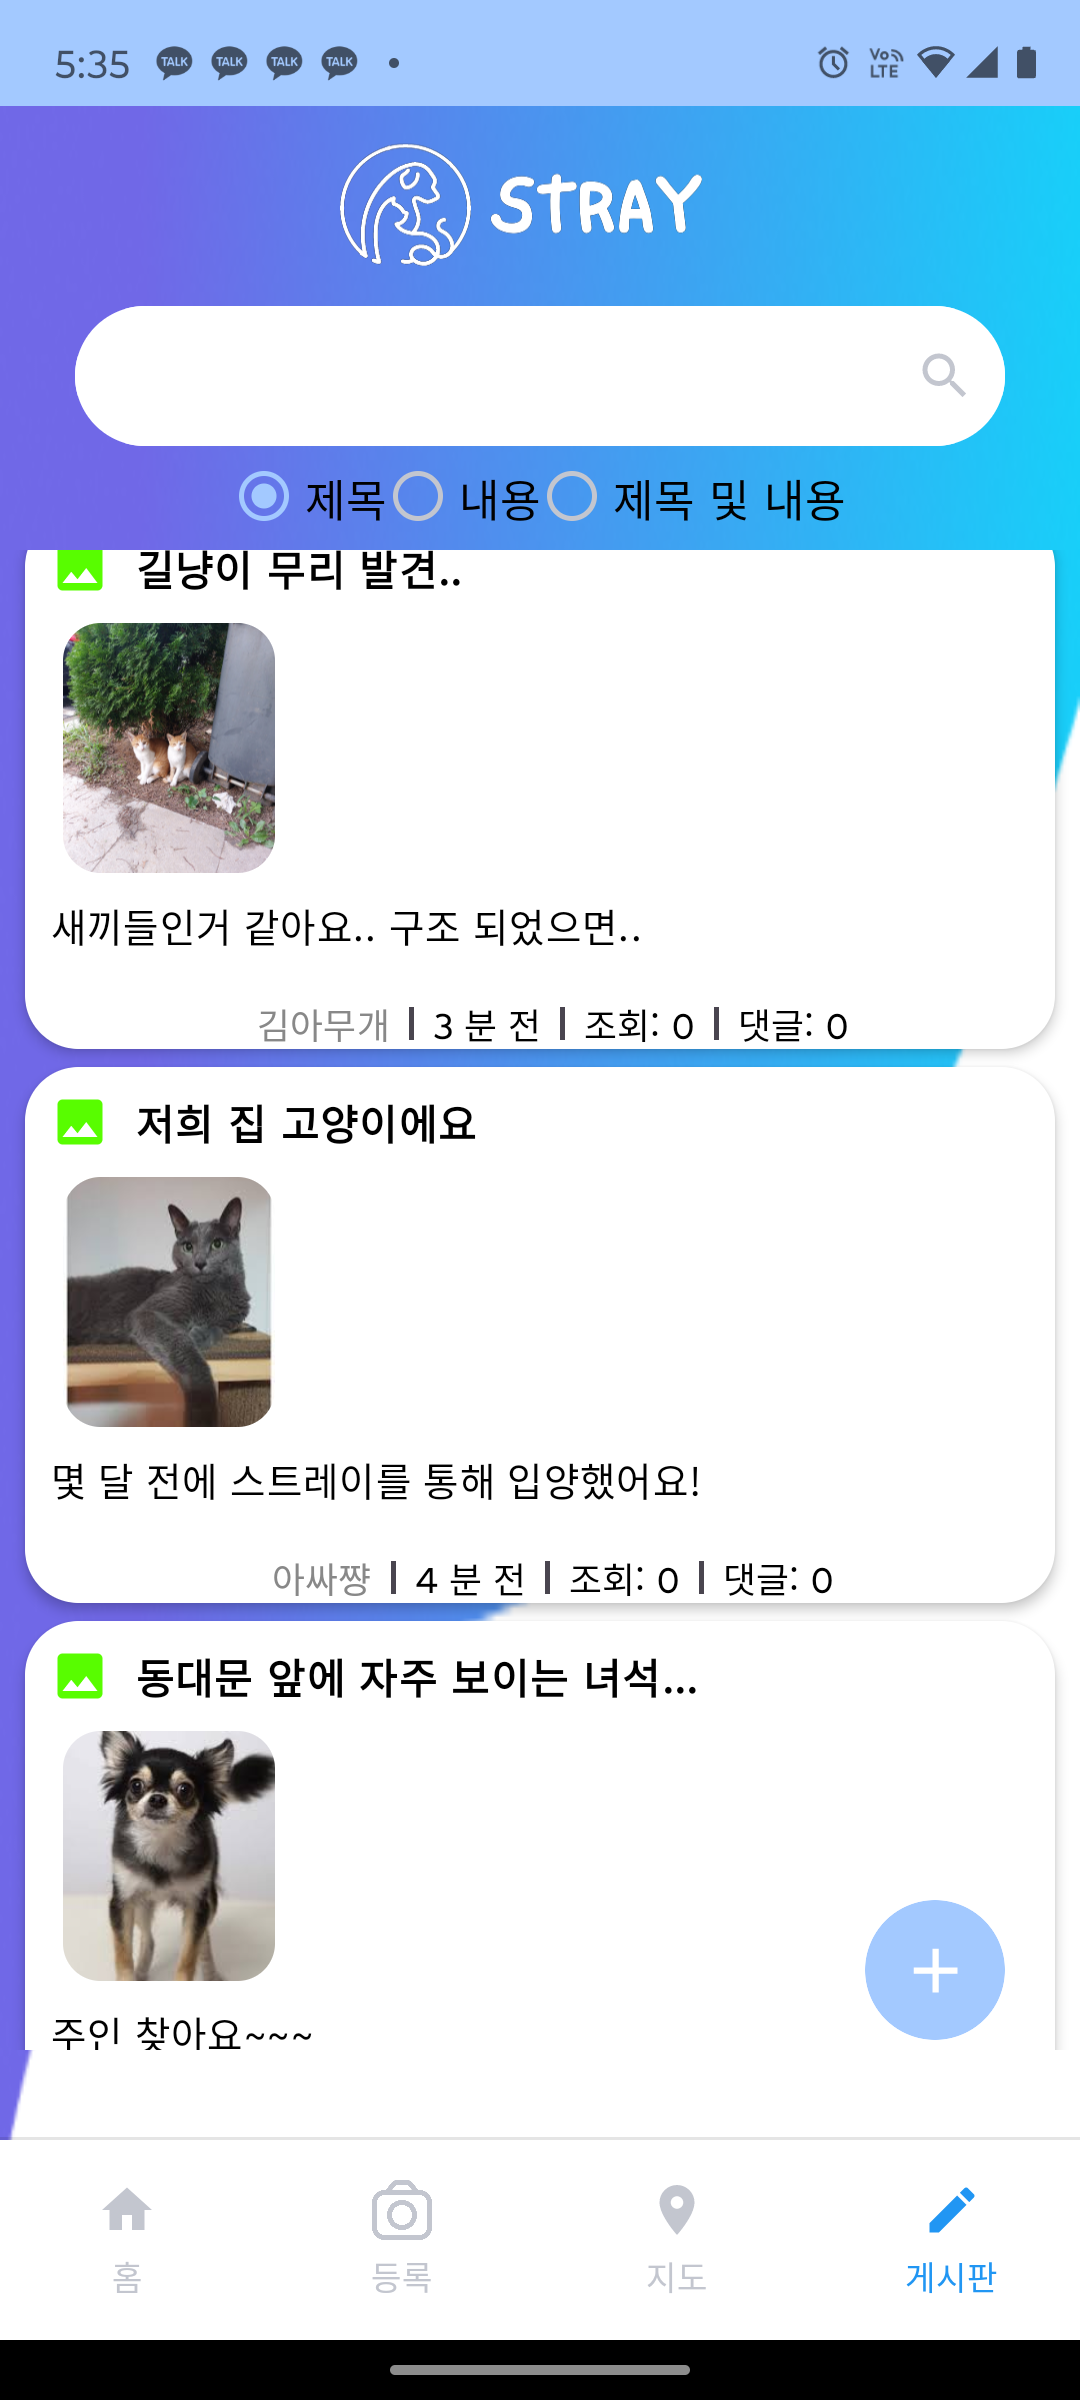 5:35 TALK TALK TALK TALK • Vo LTE
STRAY
제목 내용 제목 및 내용
길냥이 무리 발견..
새끼들인거 같아요.. 구조 되었으면..
김아무개 | 3 분 전 | 조회: 0 | 댓글: 0
저희 집 고양이에요
몇 달 전에 스트레이를 통해 입양했어요!
아싸쨩 | 4 분 전 | 조회: 0 | 댓글: 0
동대문 앞에 자주 보이는 녀석...
주인 찾아요~~~
홈 등록 지도 게시판